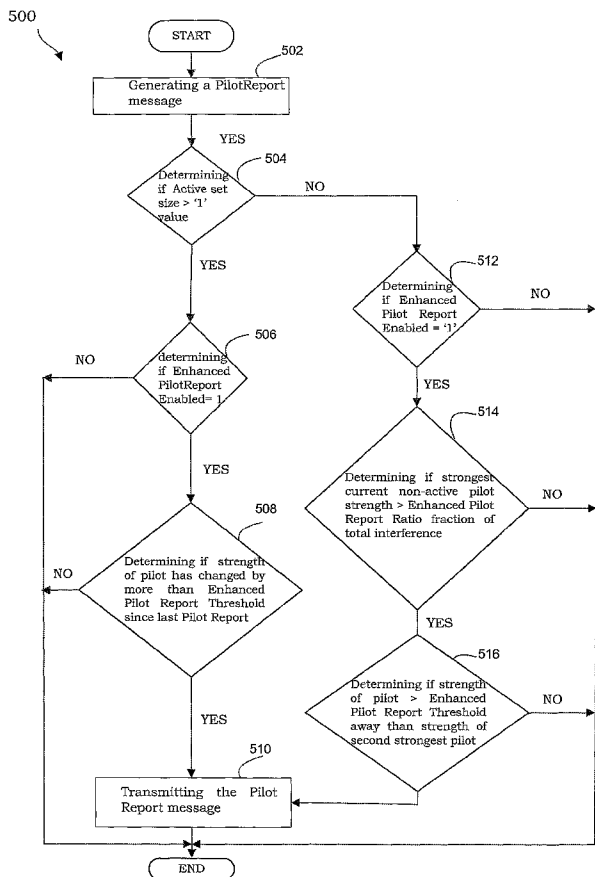 500
START
502
Generating a PilotReport
message
YES
504
Determining
if Active set
size > '1'
value
NO
YES
512
Determining
if Enhanced
Pilot Report
Enabled = '1'
NO
506
determining
if Enhanced
PilotReport
Enabled= 1.
NO
YES
YES
514
Determining if strongest
current non-active pilot
strength > Enhanced Pilot
Report Ratio fraction of
total interference
NO
508
Determining if strength
of pilot has changed by
more than Enhanced
Pilot Report Threshold
since last Pilot Report
NO
YES
516
Determining if strength
of pilot > Enhanced
Pilot Report Threshold
away than strength of
second strongest pilot
NO
YES
510
Transmitting the Pilot
Report message
END